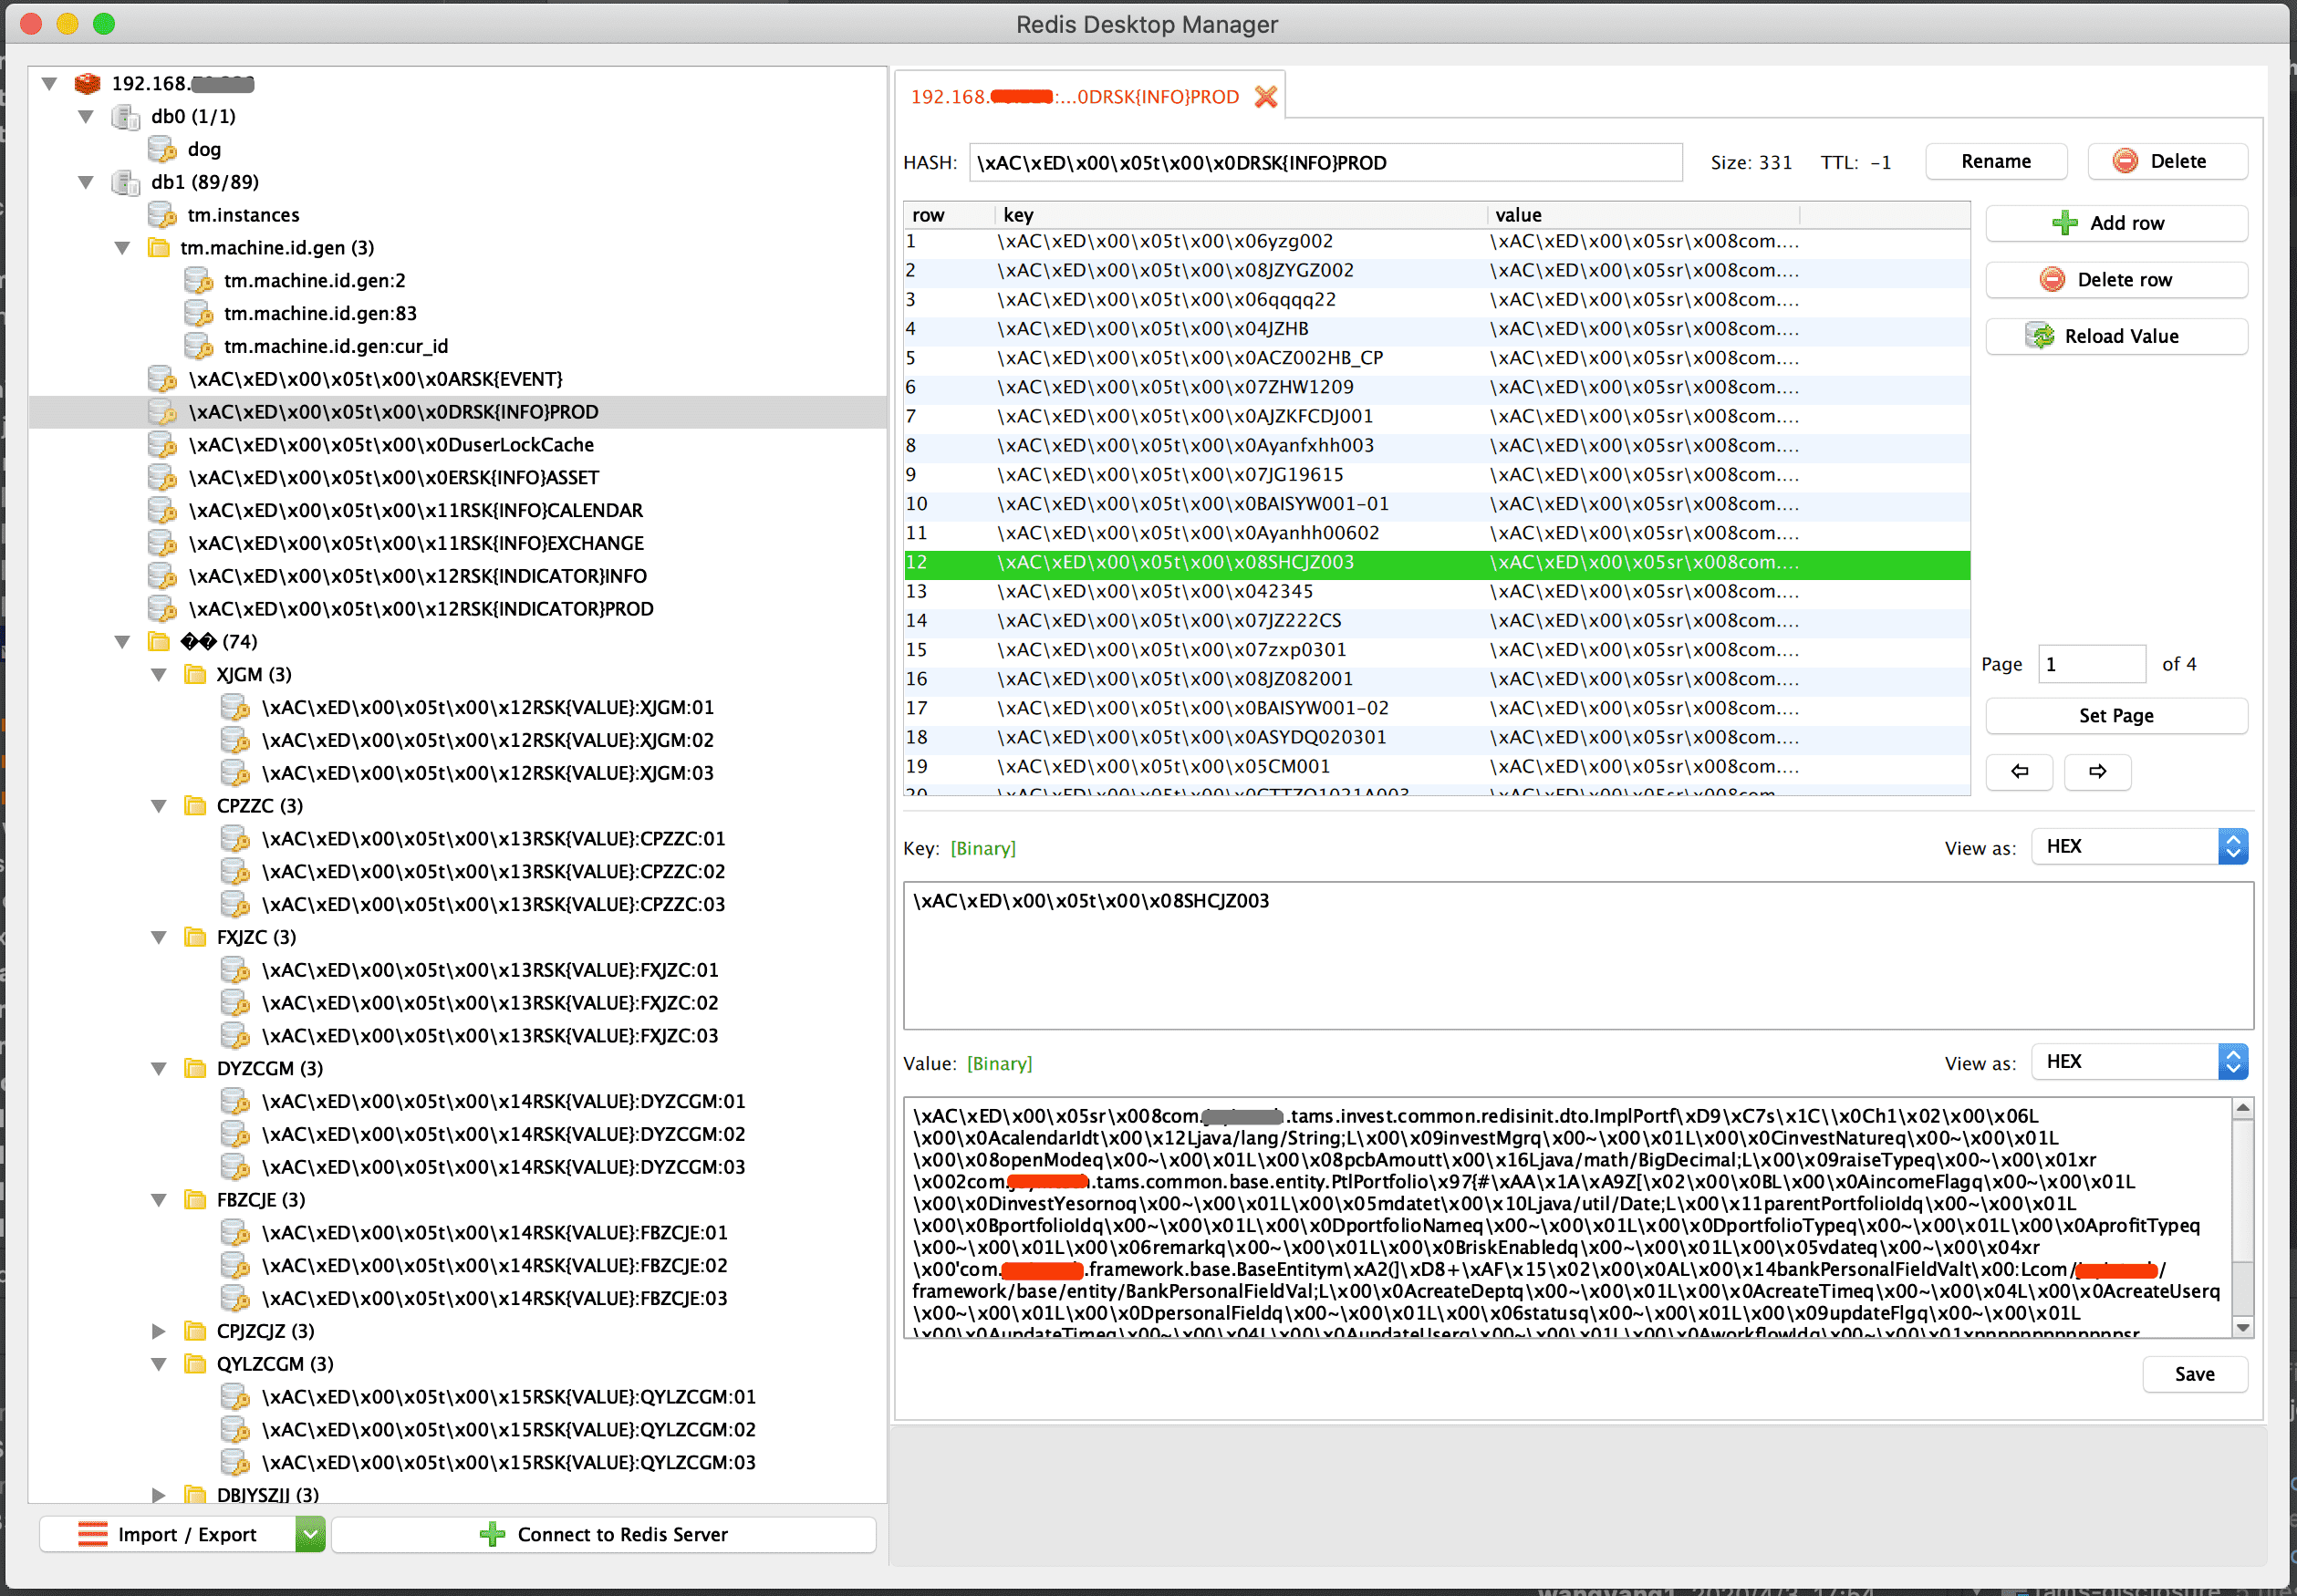 Redis Desktop Manager
192.168.
db0 (1/1)
dog
db1 (89/89)
tm.instances
tm.machine.id.gen (3)
tm.machine.id.gen:2
tm.machine.id.gen:83
tm.machine.id.gen:cur_id
\xAC\xED\x00\x05t\x00\x0ARSK{EVENT}
\xAC\xED\x00\x05t\x00\x0DRSK{INFO}PROD
\xAC\xED\x00\x05t\x00\x0DuserLockCache
\xAC\xED\x00\x05t\x00\x0ERSK{INFO}ASSET
\xAC\xED\x00\x05t\x00\x11RSK{INFO}CALENDAR
\xAC\xED\x00\x05t\x00\x11RSK{INFO}EXCHANGE
\xAC\xED\x00\x05t\x00\x12RSK{INDICATOR}INFO
\xAC\xED\x00\x05t\x00\x12RSK{INDICATOR}PROD
�� (74)
XJGM (3)
\xAC\xED\x00\x05t\x00\x12RSK{VALUE}:XJGM:01
\xAC\xED\x00\x05t\x00\x12RSK{VALUE}:XJGM:02
\xAC\xED\x00\x05t\x00\x12RSK{VALUE}:XJGM:03
CPZZC (3)
\xAC\xED\x00\x05t\x00\x13RSK{VALUE}:CPZZC:01
\xAC\xED\x00\x05t\x00\x13RSK{VALUE}:CPZZC:02
\xAC\xED\x00\x05t\x00\x13RSK{VALUE}:CPZZC:03
FXJZC (3)
\xAC\xED\x00\x05t\x00\x13RSK{VALUE}:FXJZC:01
\xAC\xED\x00\x05t\x00\x13RSK{VALUE}:FXJZC:02
\xAC\xED\x00\x05t\x00\x13RSK{VALUE}:FXJZC:03
DYZCGM (3)
\xAC\xED\x00\x05t\x00\x14RSK{VALUE}:DYZCGM:01
\xAC\xED\x00\x05t\x00\x14RSK{VALUE}:DYZCGM:02
\xAC\xED\x00\x05t\x00\x14RSK{VALUE}:DYZCGM:03
FBZCJE (3)
\xAC\xED\x00\x05t\x00\x14RSK{VALUE}:FBZCJE:01
\xAC\xED\x00\x05t\x00\x14RSK{VALUE}:FBZCJE:02
\xAC\xED\x00\x05t\x00\x14RSK{VALUE}:FBZCJE:03
CPJZCJZ (3)
QYLZCGM (3)
\xAC\xED\x00\x05t\x00\x15RSK{VALUE}:QYLZCGM:01
\xAC\xED\x00\x05t\x00\x15RSK{VALUE}:QYLZCGM:02
\xAC\xED\x00\x05t\x00\x15RSK{VALUE}:QYLZCGM:03
DBJYSZJJ (3)
Import / Export
Connect to Redis Server
192.168. :...0DRSK{INFO}PROD
HASH: \xAC\xED\x00\x05t\x00\x0DRSK{INFO}PROD Size: 331 TTL: -1 Rename Delete
row key value
1 \xAC\xED\x00\x05t\x00\x06yzg002 \xAC\xED\x00\x05sr\x008com....
2 \xAC\xED\x00\x05t\x00\x08JZYGZ002 \xAC\xED\x00\x05sr\x008com....
3 \xAC\xED\x00\x05t\x00\x06qqqq22 \xAC\xED\x00\x05sr\x008com....
4 \xAC\xED\x00\x05t\x00\x04JZHB \xAC\xED\x00\x05sr\x008com....
5 \xAC\xED\x00\x05t\x00\x0ACZ002HB_CP \xAC\xED\x00\x05sr\x008com....
6 \xAC\xED\x00\x05t\x00\x07ZHW1209 \xAC\xED\x00\x05sr\x008com....
7 \xAC\xED\x00\x05t\x00\x0AJZKFCDJ001 \xAC\xED\x00\x05sr\x008com....
8 \xAC\xED\x00\x05t\x00\x0Ayanfxhh003 \xAC\xED\x00\x05sr\x008com....
9 \xAC\xED\x00\x05t\x00\x07JG19615 \xAC\xED\x00\x05sr\x008com....
10 \xAC\xED\x00\x05t\x00\x0BAISYW001-01 \xAC\xED\x00\x05sr\x008com....
11 \xAC\xED\x00\x05t\x00\x0Ayanhh00602 \xAC\xED\x00\x05sr\x008com....
12 \xAC\xED\x00\x05t\x00\x08SHCJZ003 \xAC\xED\x00\x05sr\x008com....
13 \xAC\xED\x00\x05t\x00\x042345 \xAC\xED\x00\x05sr\x008com....
14 \xAC\xED\x00\x05t\x00\x07JZ222CS \xAC\xED\x00\x05sr\x008com....
15 \xAC\xED\x00\x05t\x00\x07zxp0301 \xAC\xED\x00\x05sr\x008com....
16 \xAC\xED\x00\x05t\x00\x08JZ082001 \xAC\xED\x00\x05sr\x008com....
17 \xAC\xED\x00\x05t\x00\x0BAISYW001-02 \xAC\xED\x00\x05sr\x008com....
18 \xAC\xED\x00\x05t\x00\x0ASYDQ020301 \xAC\xED\x00\x05sr\x008com....
19 \xAC\xED\x00\x05t\x00\x05CM001 \xAC\xED\x00\x05sr\x008com....
Add row
Delete row
Reload Value
Page 1 of 4
Set Page
Key: [Binary] View as: HEX
\xAC\xED\x00\x05t\x00\x08SHCJZ003
Value: [Binary] View as: HEX
\xAC\xED\x00\x05sr\x008com. .tams.invest.common.redisinit.dto.ImplPortf\xD9\xC7s\x1C\\x0Ch1\x02\x00\x06L
\x00\x0AcalendarIdt\x00\x12Ljava/lang/String;L\x00\x09investMgrq\x00~\x00\x01L\x00\x0CinvestNatureq\x00~\x00\x01L
\x00\x08openModeq\x00~\x00\x01L\x00\x08pcbAmoutt\x00\x16Ljava/math/BigDecimal;L\x00\x09raiseTypeq\x00~\x00\x01xr
\x002com. .tams.common.base.entity.PtlPortfolio\x97{#\xAA\x1A\xA9Z[\x02\x00\x0BL\x00\x0AincomeFlagq\x00~\x00\x01L
\x00\x0DinvestYesornoq\x00~\x00\x01L\x00\x05mdatet\x00\x10Ljava/util/Date;L\x00\x11parentPortfolioIdq\x00~\x00\x01L
\x00\x0BportfolioIdq\x00~\x00\x01L\x00\x0DportfolioNameq\x00~\x00\x01L\x00\x0DportfolioTypeq\x00~\x00\x01L\x00\x0AprofitTypeq
\x00~\x00\x01L\x00\x06remarkq\x00~\x00\x01L\x00\x0BriskEnabledq\x00~\x00\x01L\x00\x05vdateq\x00~\x00\x04xr
\x00'com. .framework.base.BaseEntitym\xA2(]\xD8+\xAF\x15\x02\x00\x0AL\x00\x14bankPersonalFieldValt\x00:Lcom/ /
framework/base/entity/BankPersonalFieldVal;L\x00\x0AcreateDeptq\x00~\x00\x01L\x00\x0AcreateTimeq\x00~\x00\x04L\x00\x0AcreateUserq
\x00~\x00\x01L\x00\x0DpersonalFieldq\x00~\x00\x01L\x00\x06statusq\x00~\x00\x01L\x00\x09updateFlgq\x00~\x00\x01L
\x00\x0AupdateTimeq\x00~\x00\x04L\x00\x0AupdateUserq\x00~\x00\x01L\x00\x0AworkflowIdq\x00~\x00\x01xpppppppppppppsr
Save